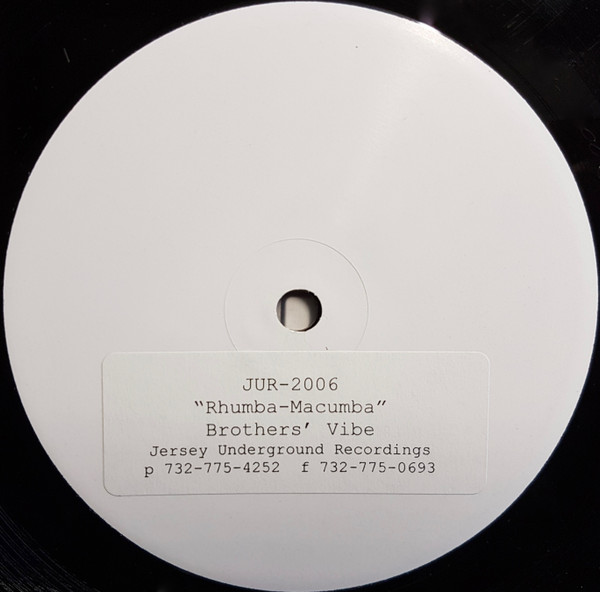 JUR-2006
“Rhumba-Macumba”
Brothers’ Vibe
Jersey Underground Recordings
p 732-775-4252 f 732-775-0693